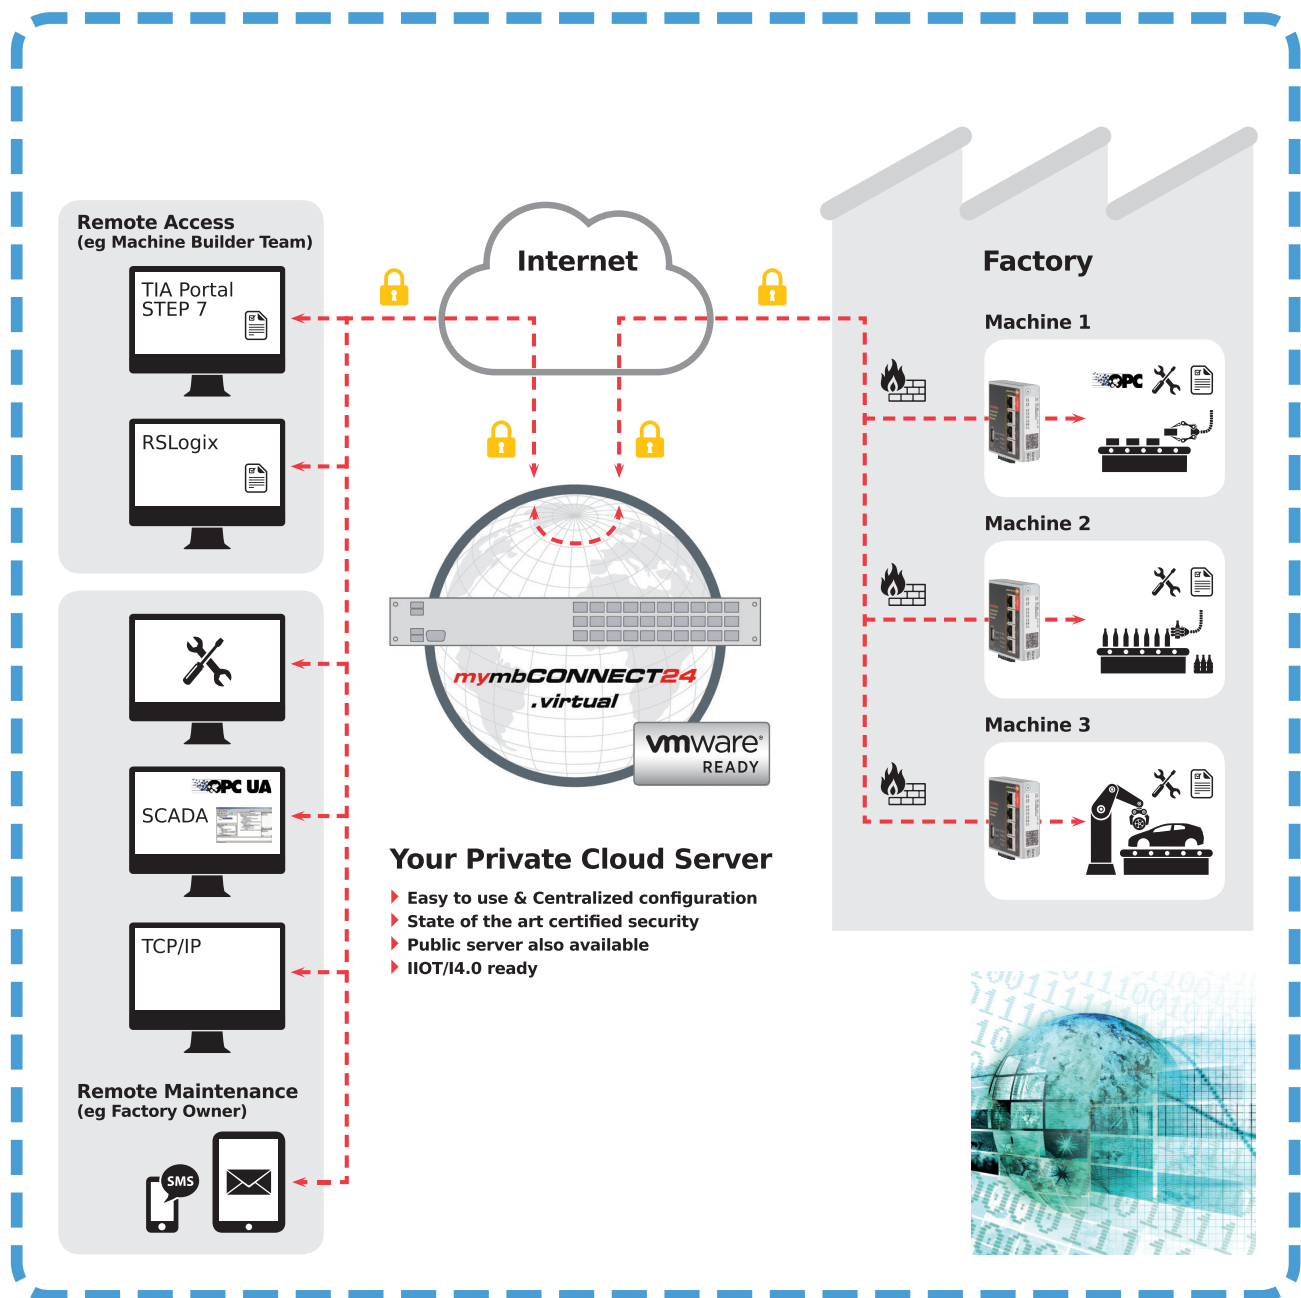 Remote Access
(eg Machine Builder Team)
TIA Portal
STEP 7
RSLogix
OPC UA
SCADA
TCP/IP
Remote Maintenance
(eg Factory Owner)
SMS
Internet
mymbCONNECT24
.virtual
vmware®
READY
Your Private Cloud Server
Easy to use & Centralized configuration
State of the art certified security
Public server also available
IIOT/I4.0 ready
Factory
Machine 1
OPC
Machine 2
Machine 3